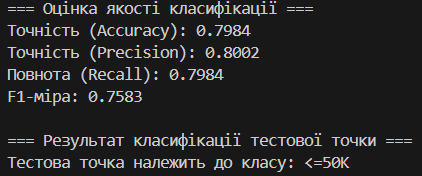 === Оцінка якості класифікації ===
Точність (Accuracy): 0.7984
Точність (Precision): 0.8002
Повнота (Recall): 0.7984
F1-міра: 0.7583

=== Результат класифікації тестової точки ===
Тестова точка належить до класу: <=50K